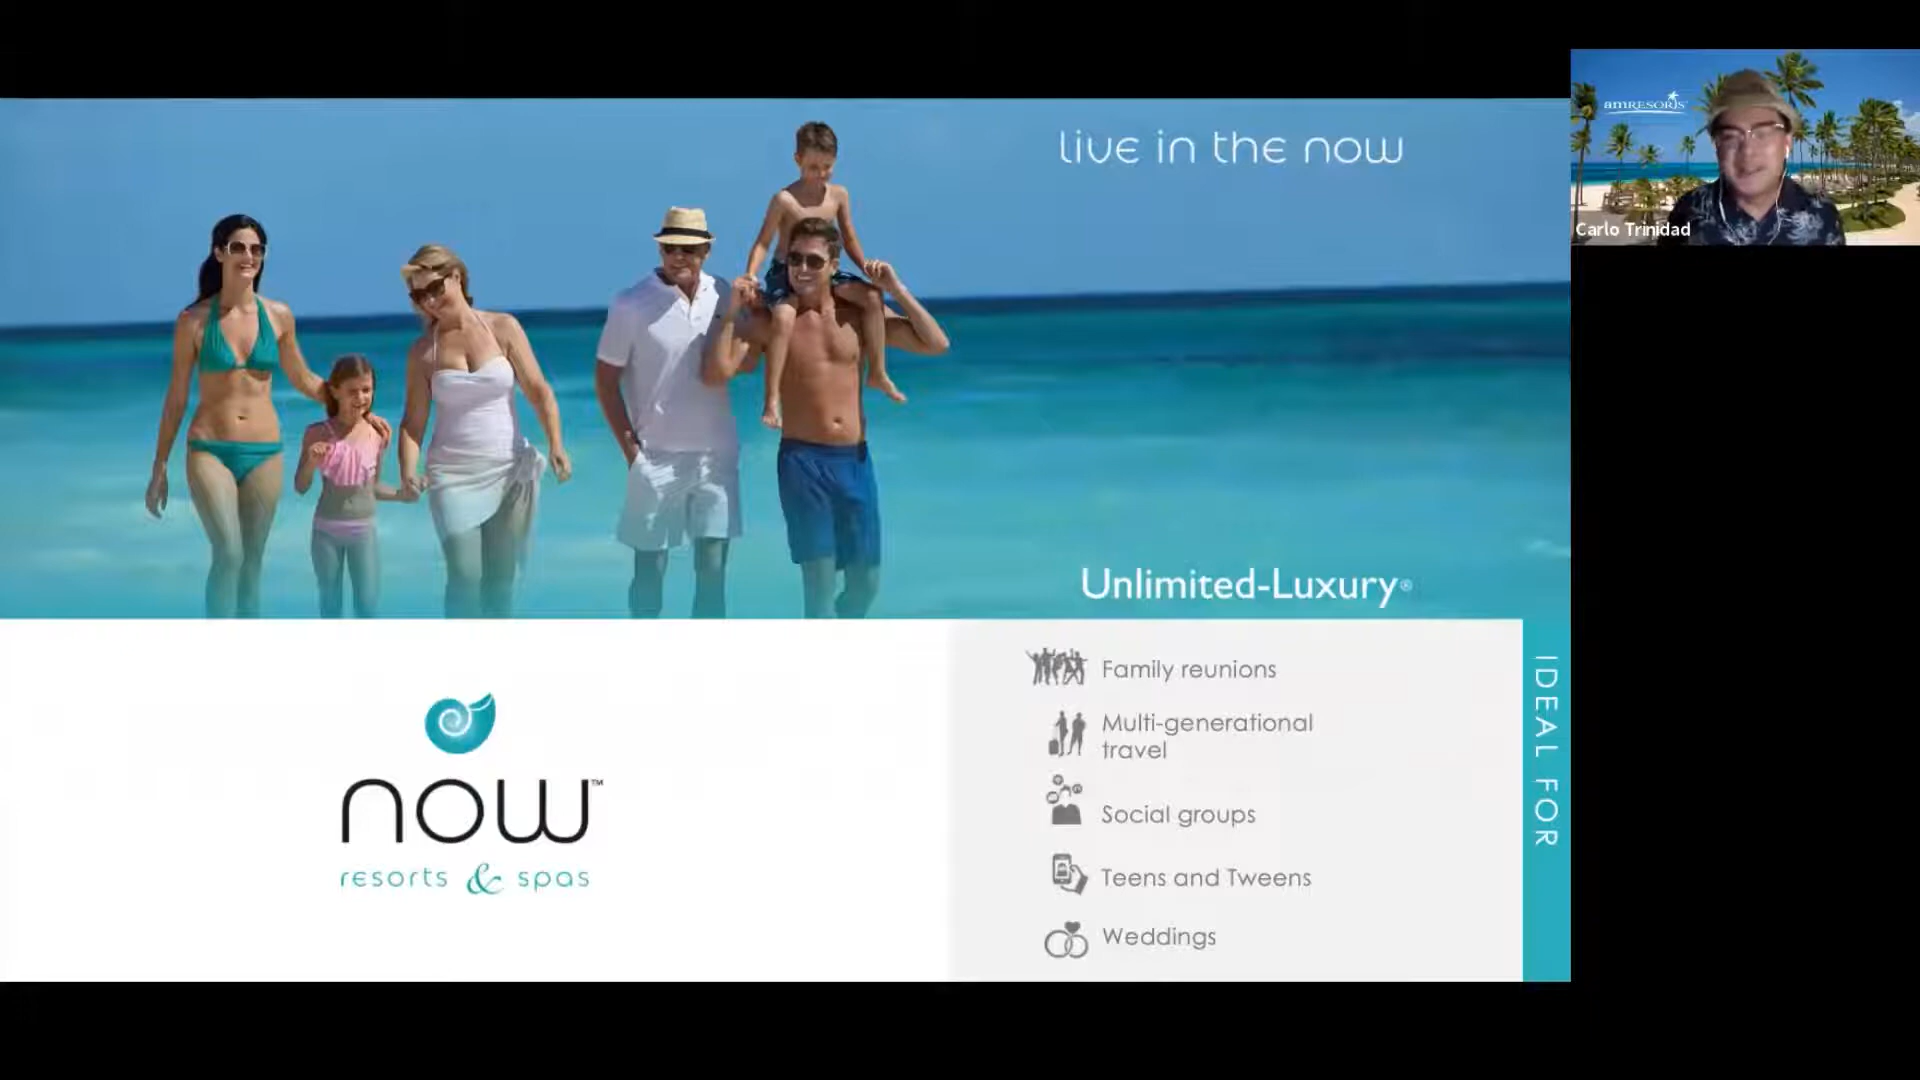 live in the now
amRESORTS
Carlo Trinidad
Unlimited-Luxury®
now™
resorts & spas
Family reunions
Multi-generational
travel
Social groups
Teens and Tweens
Weddings
IDEAL FOR